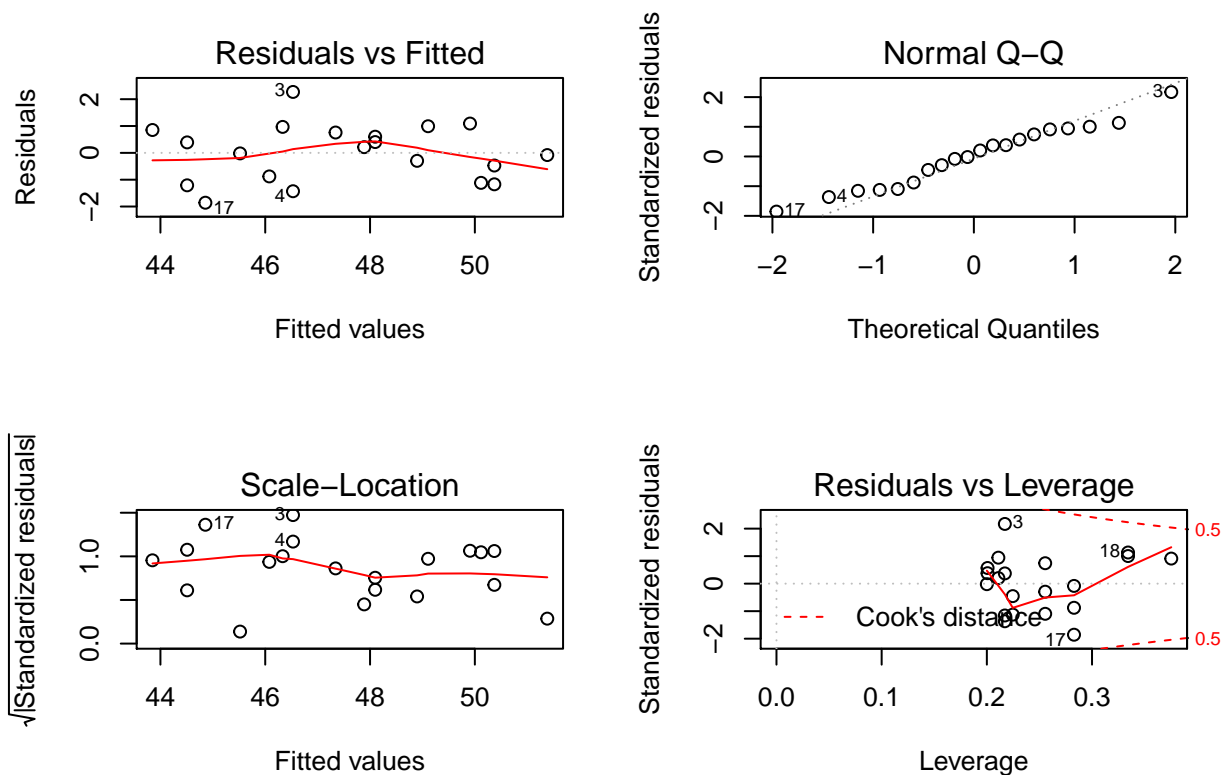 Residuals vs Fitted
Residuals
2
0
−2
3
4
17
44 46 48 50
Fitted values
Normal Q−Q
Standardized residuals
2
0
−2
3
4
17
−2 −1 0 1 2
Theoretical Quantiles
Scale−Location
√|Standardized residuals|
1.0
0.0
17
3
4
44 46 48 50
Fitted values
Residuals vs Leverage
Standardized residuals
2
0
−2
3
18
17
0.5
0.5
Cook's distance
0.0 0.1 0.2 0.3
Leverage